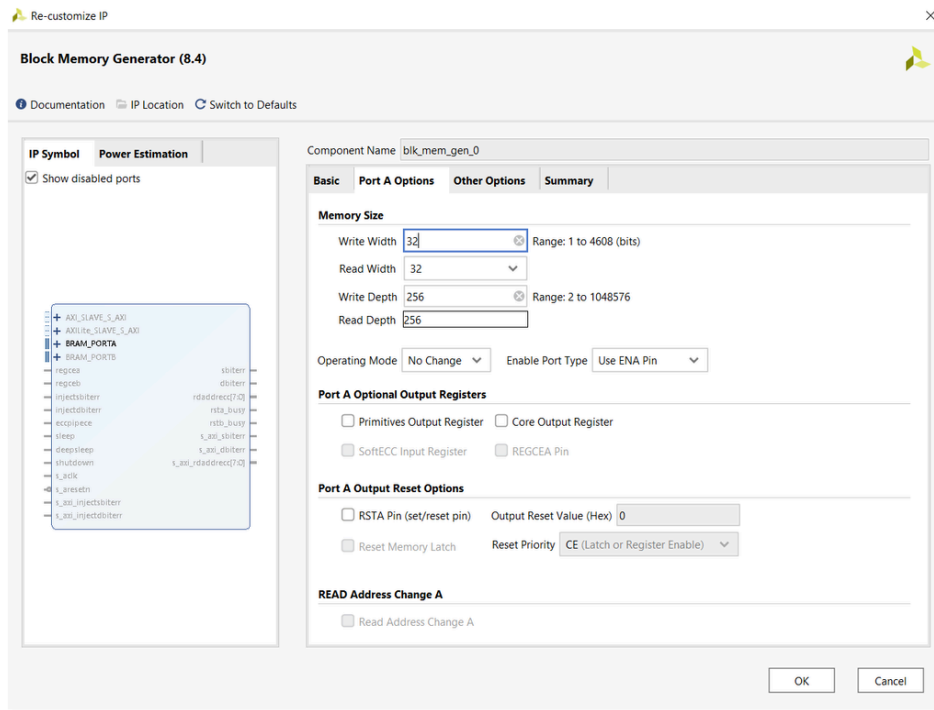 Re-customize IP
Block Memory Generator (8.4)
Documentation IP Location Switch to Defaults
IP Symbol Power Estimation
Show disabled ports
AXI_SLAVE_S_AXI
AXILite_SLAVE_S_AXI
BRAM_PORTA
BRAM_PORTB
regcea sbiterr
regceb dbiterr
injectsbiterr rdaddrecc[7:0]
injectdbiterr rsta_busy
eccpipece rstb_busy
sleep s_axi_sbiterr
deepsleep s_axi_dbiterr
shutdown s_axi_rdaddrecc[7:0]
s_aclk
s_aresetn
s_axi_injectsbiterr
s_axi_injectdbiterr
Component Name blk_mem_gen_0
Basic Port A Options Other Options Summary
Memory Size
Write Width 32 Range: 1 to 4608 (bits)
Read Width 32
Write Depth 256 Range: 2 to 1048576
Read Depth 256
Operating Mode No Change Enable Port Type Use ENA Pin
Port A Optional Output Registers
Primitives Output Register Core Output Register
SoftECC Input Register REGCEA Pin
Port A Output Reset Options
RSTA Pin (set/reset pin) Output Reset Value (Hex) 0
Reset Memory Latch Reset Priority CE (Latch or Register Enable)
READ Address Change A
Read Address Change A
OK Cancel